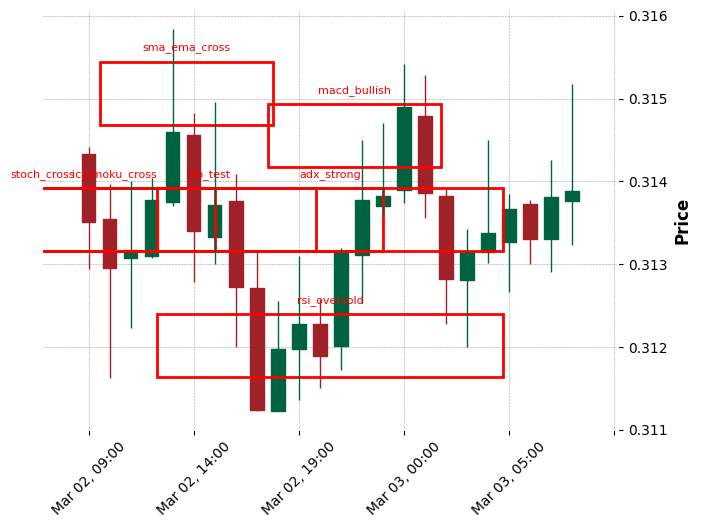 0.316
sma_ema_cross
macd_bullish
0.315
stoch_cross
ichimoku_cross
adx_strong
0.314
Price
0.313
rsi_oversold
0.312
0.311
Mar 02, 09:00
Mar 02, 14:00
Mar 02, 19:00
Mar 03, 00:00
Mar 03, 05:00